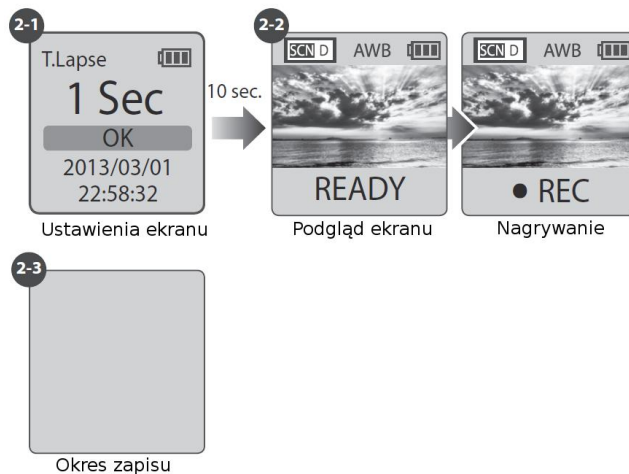 2-1
T.Lapse
1 Sec
OK
2013/03/01
22:58:32
Ustawienia ekranu
10 sec.
2-2
SCN D AWB
READY
Podgląd ekranu
SCN D AWB
● REC
Nagrywanie
2-3
Okres zapisu